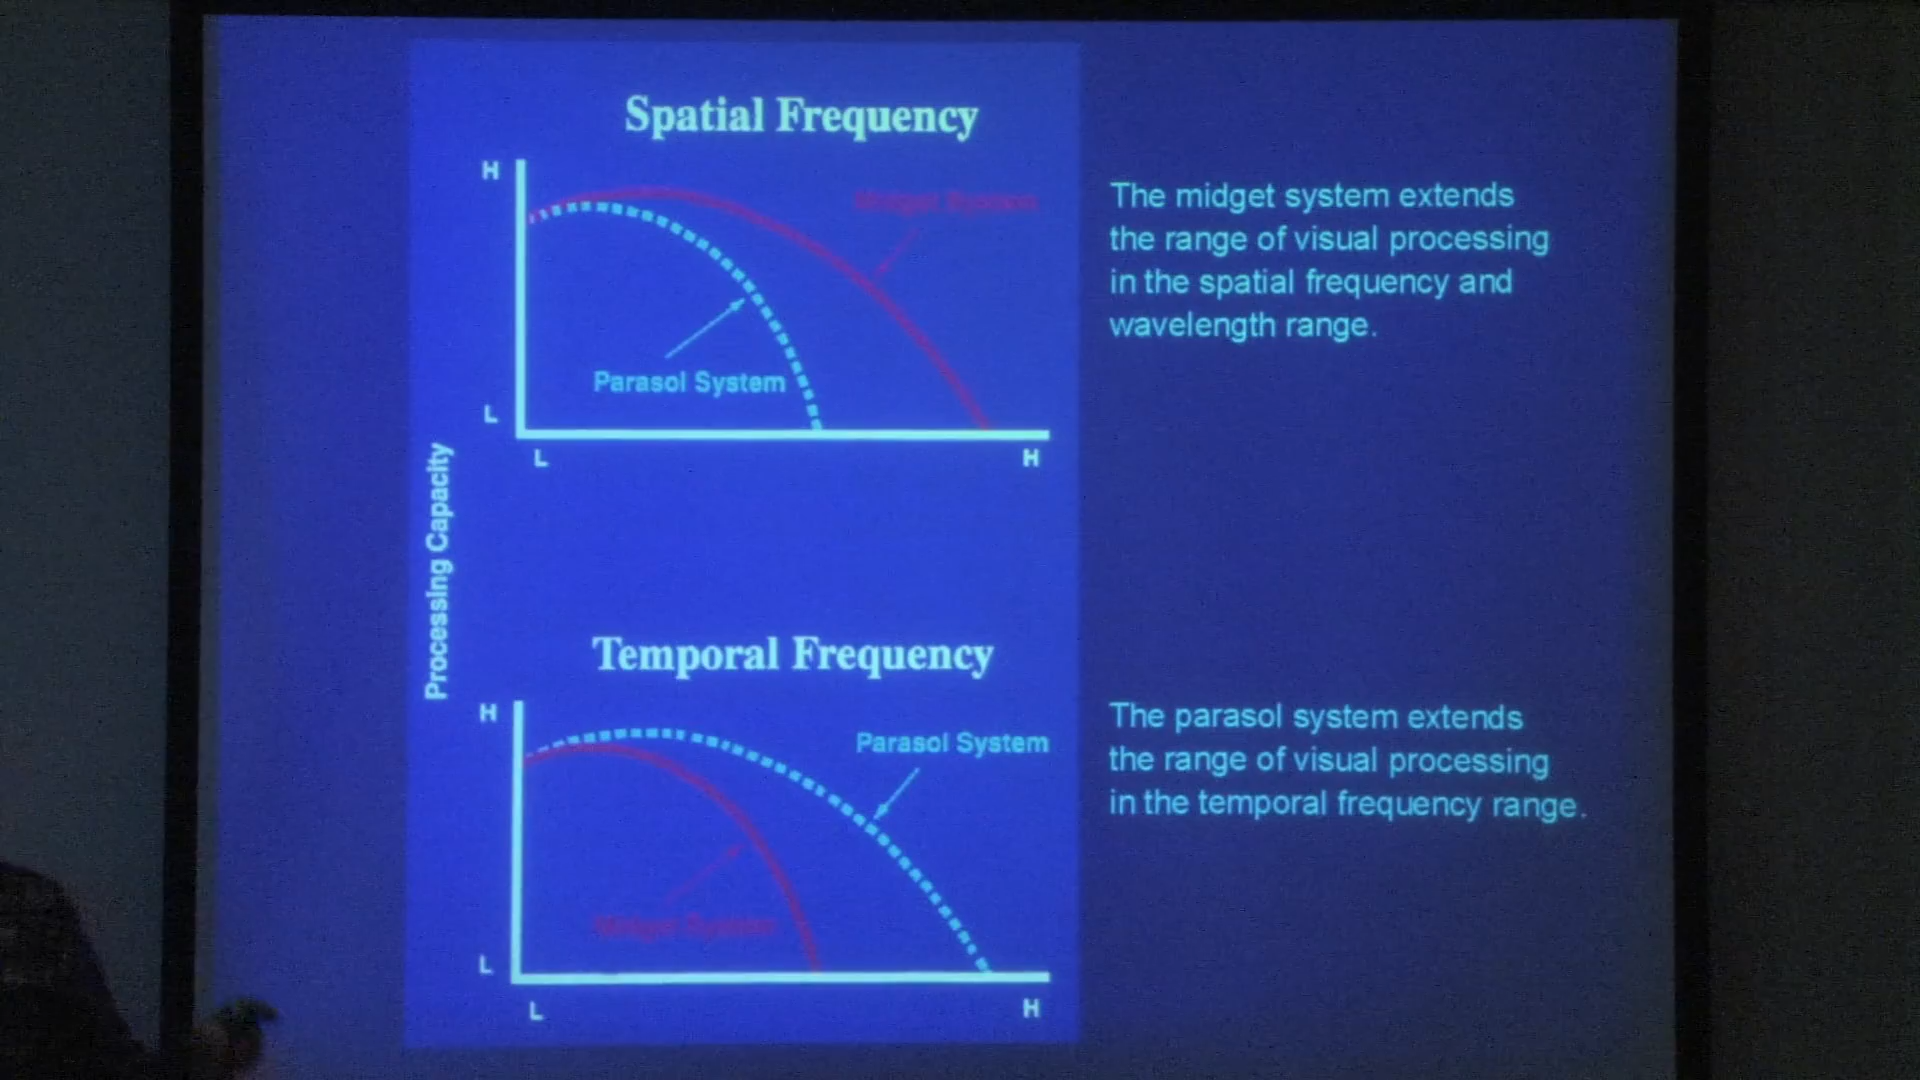 Spatial Frequency
H
Midget System
Parasol System
L
L
H
The midget system extends
the range of visual processing
in the spatial frequency and
wavelength range.
Processing Capacity
Temporal Frequency
H
Parasol System
Midget System
L
L
H
The parasol system extends
the range of visual processing
in the temporal frequency range.